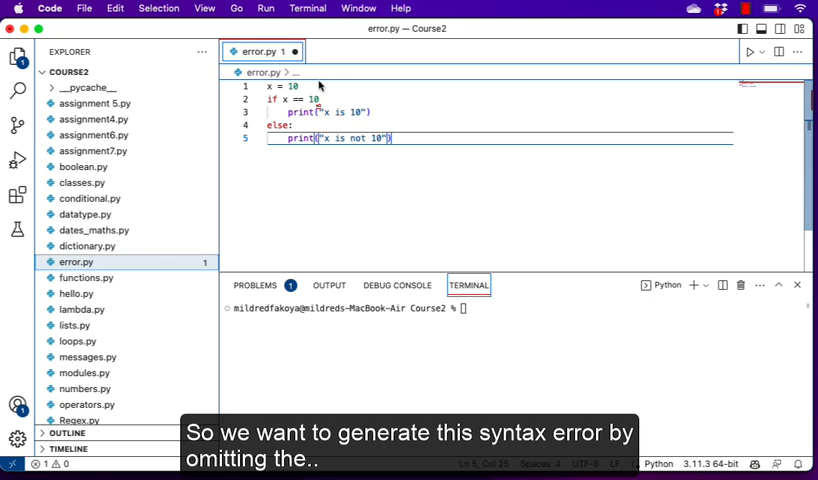 Code File Edit Selection View Go Run Terminal Window Help
error.py — Course2
EXPLORER
error.py 1
COURSE2
error.py > ...
__pycache__
assignment 5.py
assignment4.py
assignment6.py
assignment7.py
boolean.py
classes.py
conditional.py
datatype.py
dates_maths.py
dictionary.py
error.py 1
functions.py
hello.py
lambda.py
lists.py
loops.py
messages.py
modules.py
numbers.py
operators.py
Regex.py
OUTLINE
TIMELINE
1 x = 10
2 if x == 10
3 print("x is 10")
4 else:
5 print("x is not 10")
PROBLEMS 1 OUTPUT DEBUG CONSOLE TERMINAL Python
mildredfakoya@mildreds-MacBook-Air Course2 %
1
1
So we want to generate this syntax error by
omitting the..
1 0 Ln 5, Col 25 Spaces: 4 UTF-8 LF Python 3.11.3 64-bit